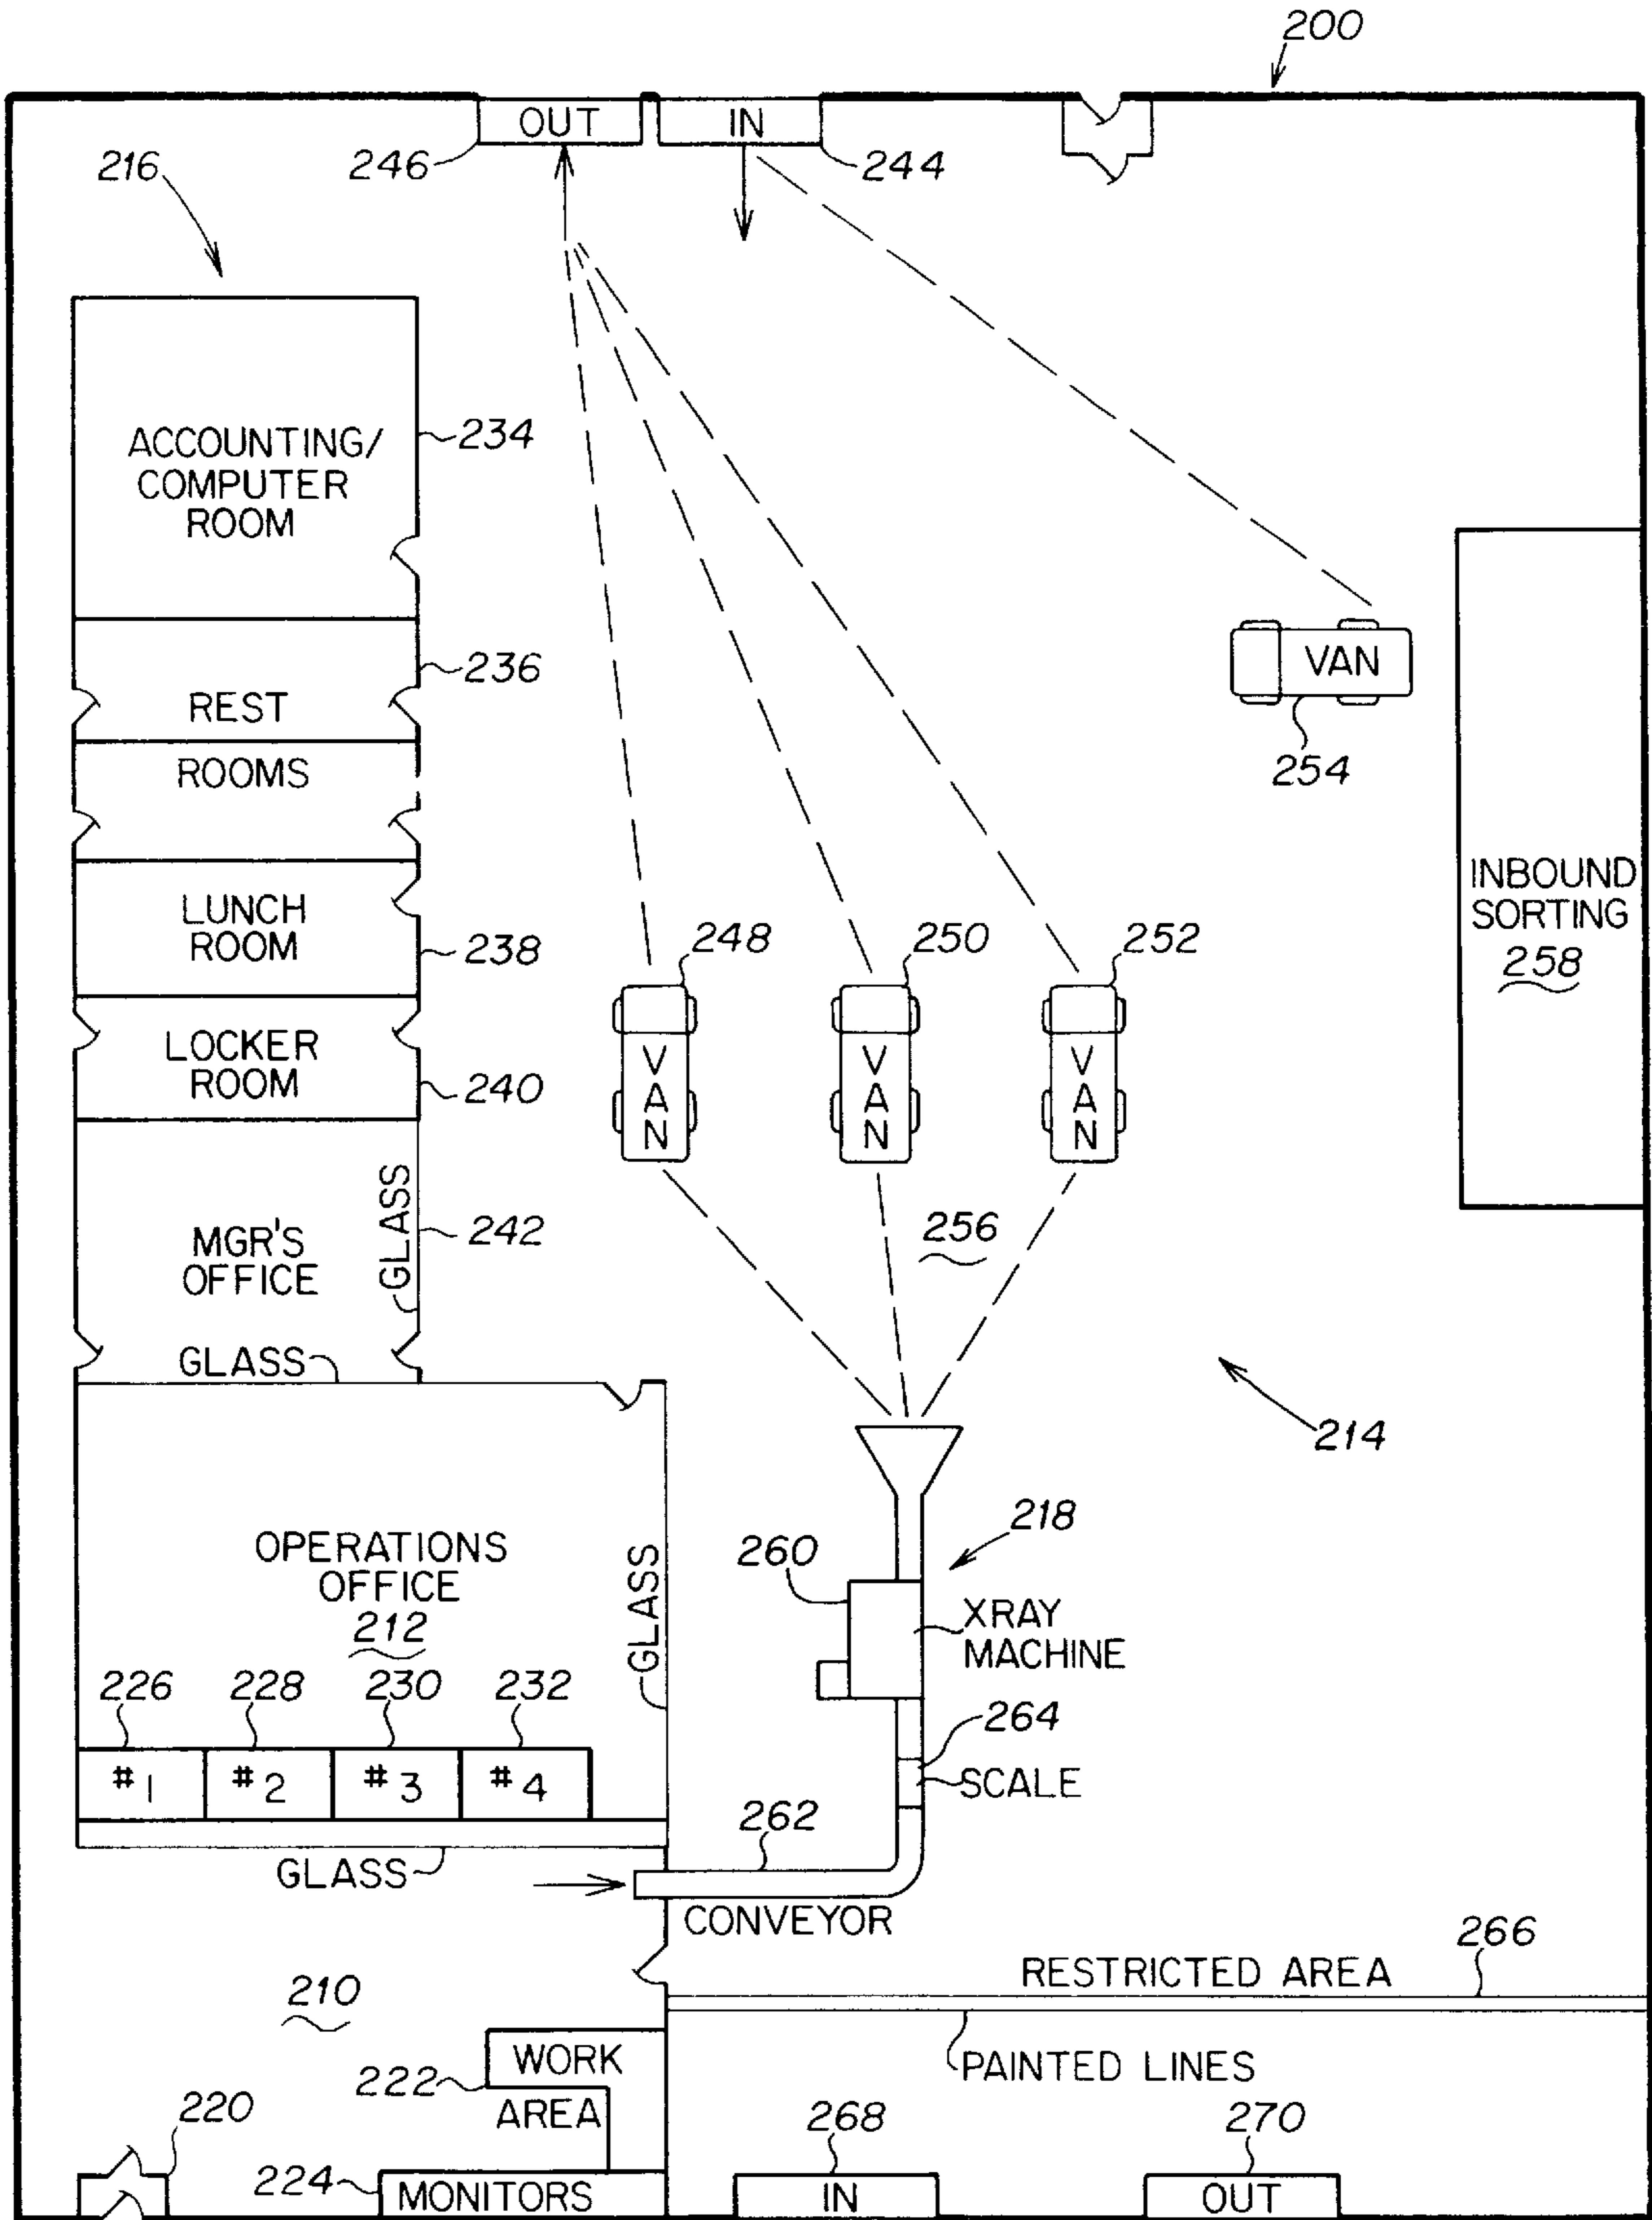 200
OUT
IN
246
244
216
ACCOUNTING/
COMPUTER
ROOM
234
236
REST
ROOMS
VAN
254
LUNCH
ROOM
238
INBOUND
SORTING
258
248
250
252
LOCKER
ROOM
240
VAN
VAN
VAN
GLASS
242
256
MGR'S
OFFICE
GLASS
214
OPERATIONS
OFFICE
212
GLASS
218
260
XRAY
MACHINE
226
228
230
232
264
#1
#2
#3
#4
SCALE
262
GLASS
CONVEYOR
266
RESTRICTED AREA
210
WORK
AREA
222
PAINTED LINES
220
268
270
224
MONITORS
IN
OUT